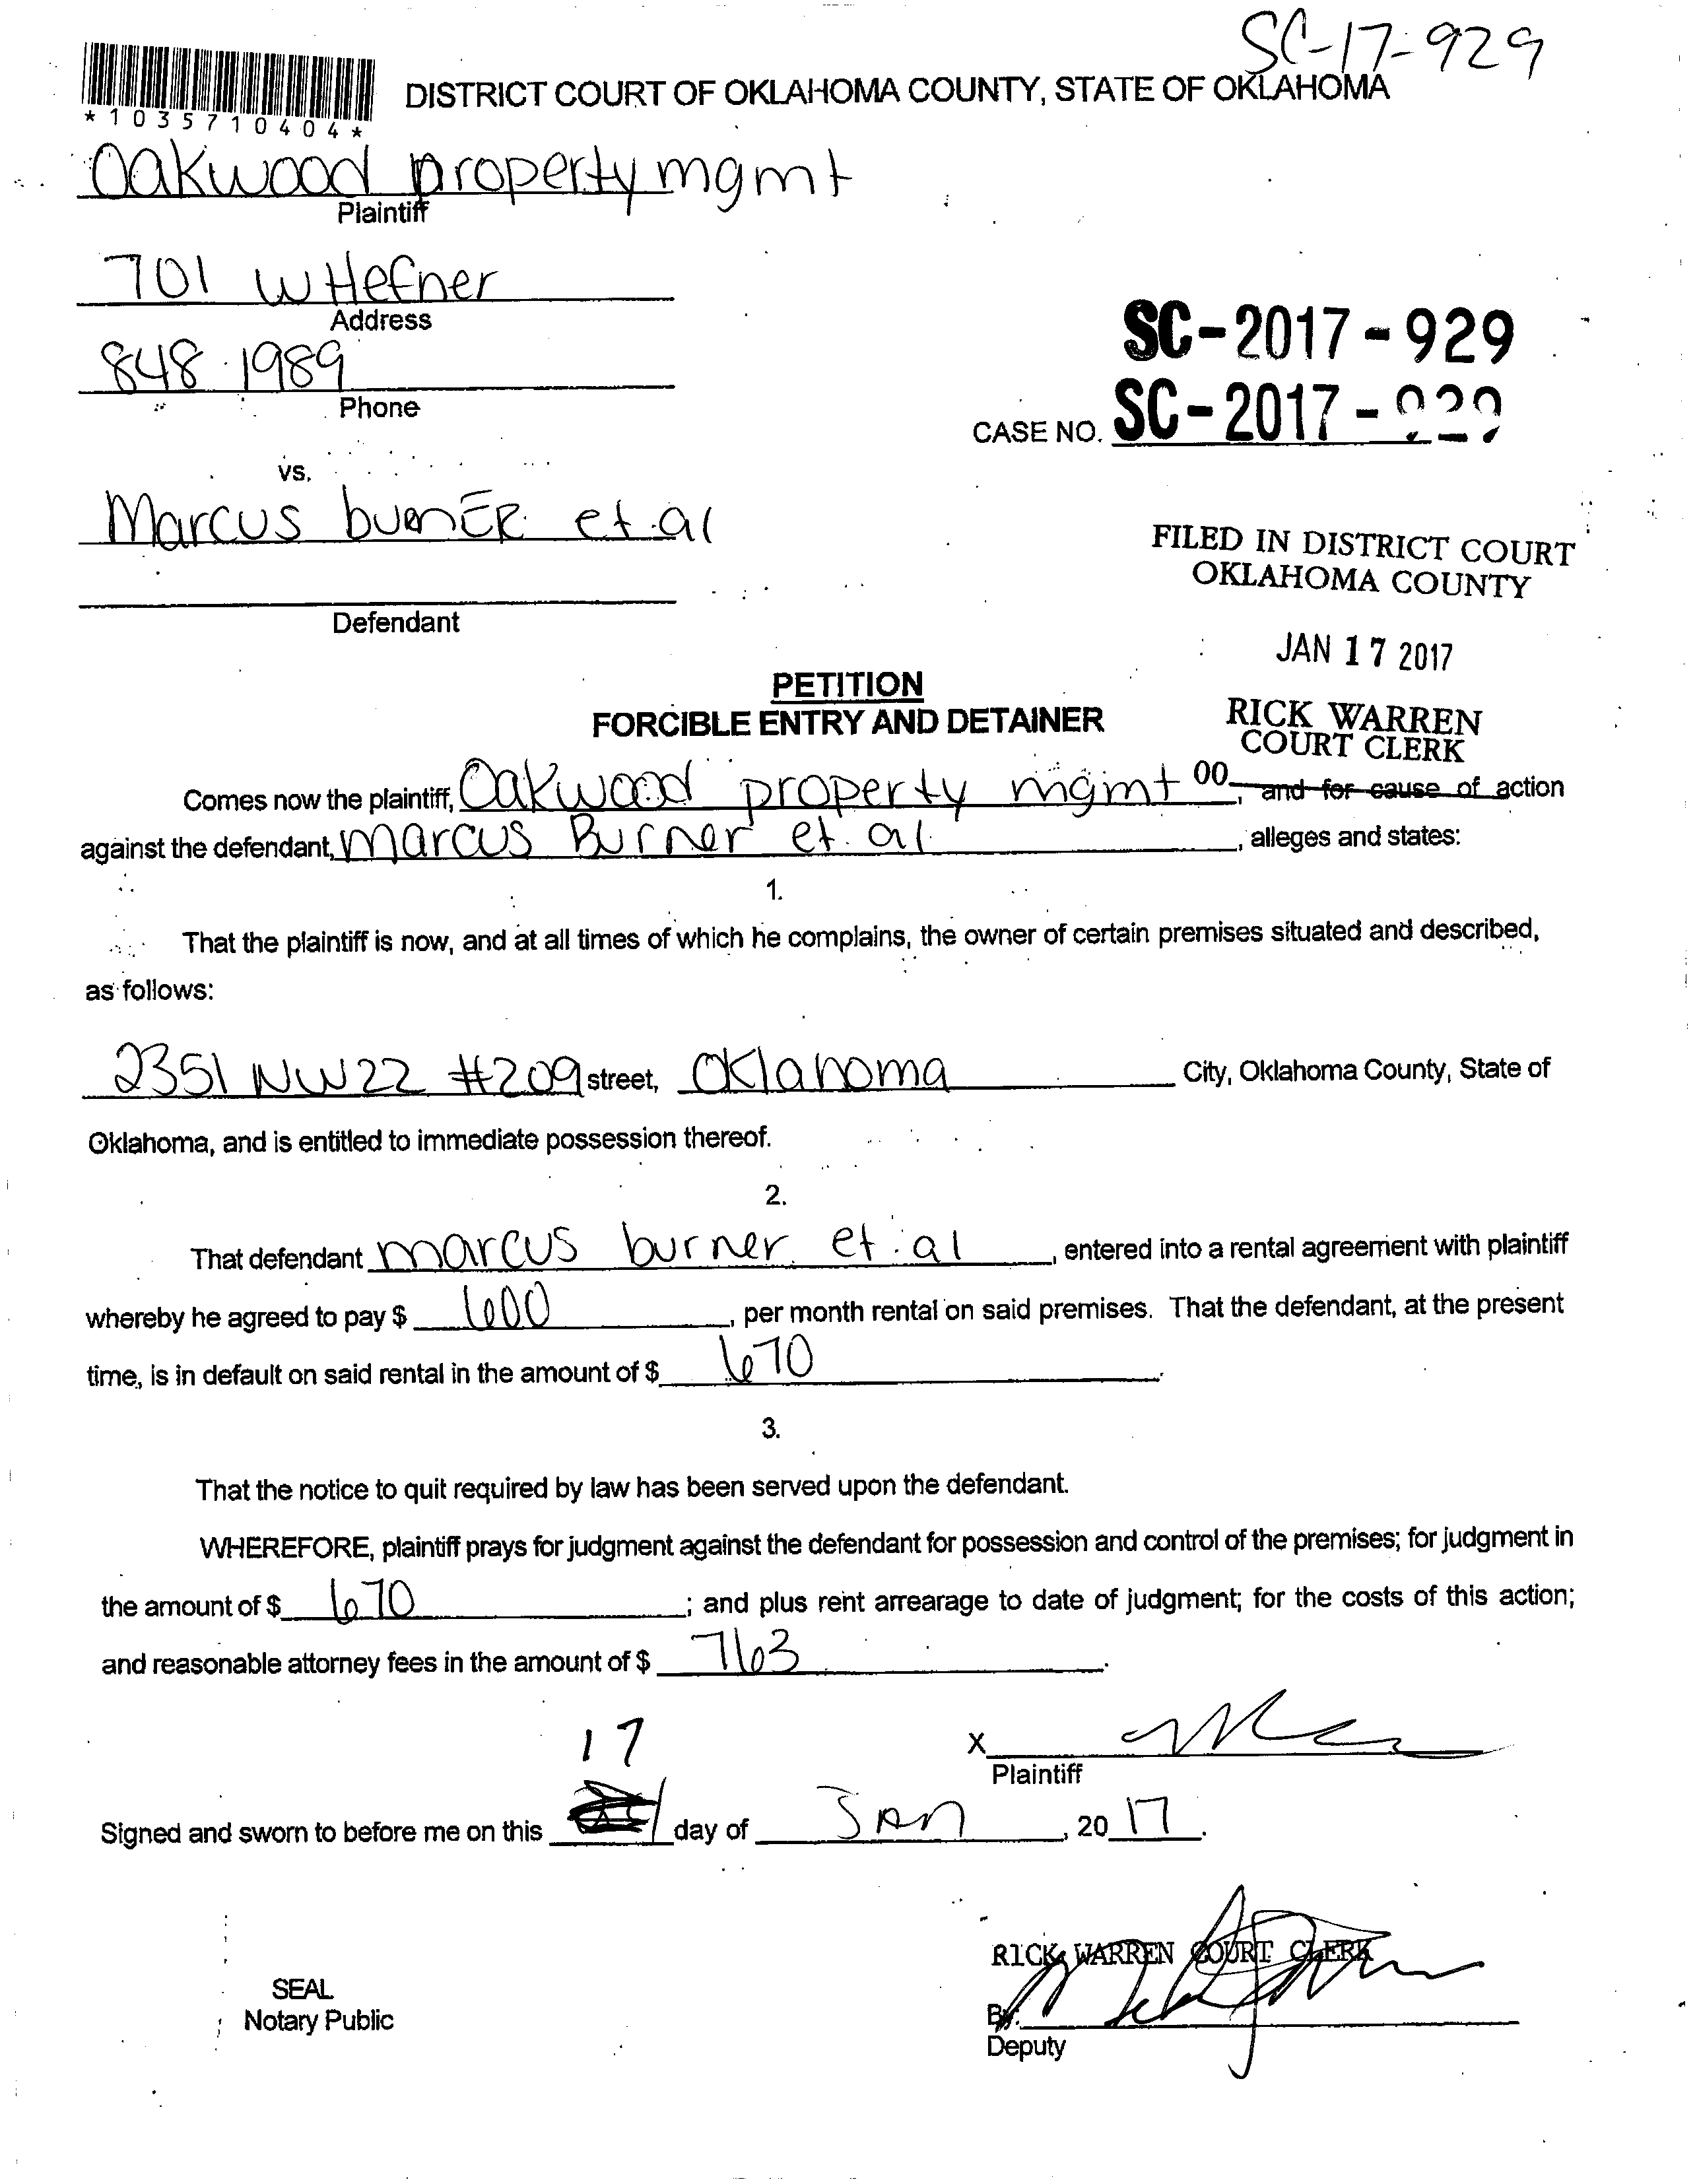 SC-17-929
*1035710404*
DISTRICT COURT OF OKLAHOMA COUNTY, STATE OF OKLAHOMA
Oakwood property mgmt
Plaintiff
701 W Hefner
Address
848-1989
Phone
SC-2017-929
CASE NO. SC-2017-929
vs.
Marcus burnER et.al
Defendant
FILED IN DISTRICT COURT
OKLAHOMA COUNTY
JAN 17 2017
RICK WARREN
COURT CLERK
PETITION
FORCIBLE ENTRY AND DETAINER
Comes now the plaintiff, Oakwood property mgmt 00, and for cause of action
against the defendant, Marcus Burner et. al, alleges and states:
1.
That the plaintiff is now, and at all times of which he complains, the owner of certain premises situated and described,
as follows:
2351 NW 22 #209 street, Oklahoma City, Oklahoma County, State of
Oklahoma, and is entitled to immediate possession thereof.
2.
That defendant marcus burner et.al, entered into a rental agreement with plaintiff
whereby he agreed to pay $ 600, per month rental on said premises. That the defendant, at the present
time, is in default on said rental in the amount of $ 670.
3.
That the notice to quit required by law has been served upon the defendant.
WHEREFORE, plaintiff prays for judgment against the defendant for possession and control of the premises; for judgment in
the amount of $ 670; and plus rent arrearage to date of judgment; for the costs of this action;
and reasonable attorney fees in the amount of $ 763.
X
Plaintiff
17
Signed and sworn to before me on this day of JAn, 20 17.
RICK WARREN COURT CLERK
SEAL
Notary Public
By:
Deputy